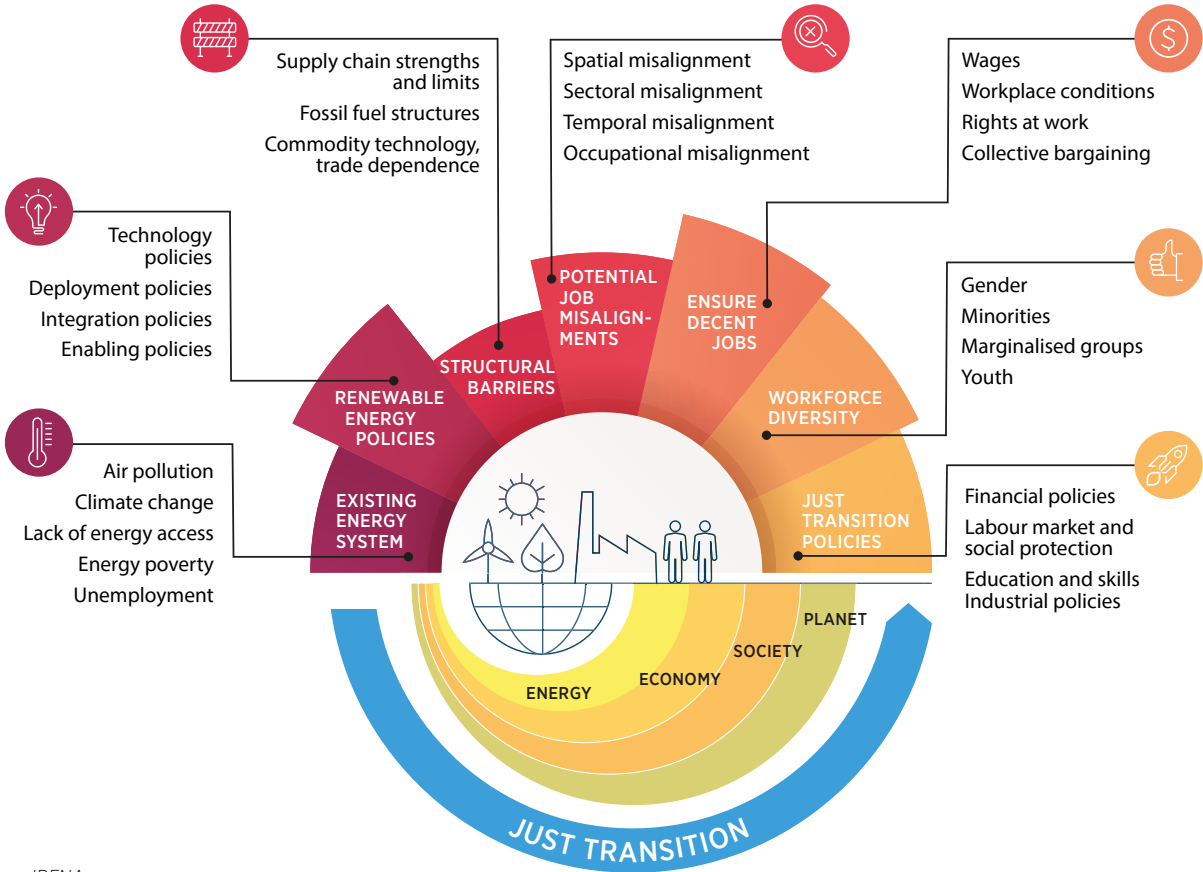 Supply chain strengths
and limits
Fossil fuel structures
Commodity technology,
trade dependence
Spatial misalignment
Sectoral misalignment
Temporal misalignment
Occupational misalignment
Wages
Workplace conditions
Rights at work
Collective bargaining
Technology
policies
Deployment policies
Integration policies
Enabling policies
Gender
Minorities
Marginalised groups
Youth
Air pollution
Climate change
Lack of energy access
Energy poverty
Unemployment
Financial policies
Labour market and
social protection
Education and skills
Industrial policies
EXISTING
ENERGY
SYSTEM
RENEWABLE
ENERGY
POLICIES
STRUCTURAL
BARRIERS
POTENTIAL
JOB
MISALIGN-
MENTS
ENSURE
DECENT
JOBS
WORKFORCE
DIVERSITY
JUST
TRANSITION
POLICIES
$
ENERGY
ECONOMY
SOCIETY
PLANET
JUST TRANSITION